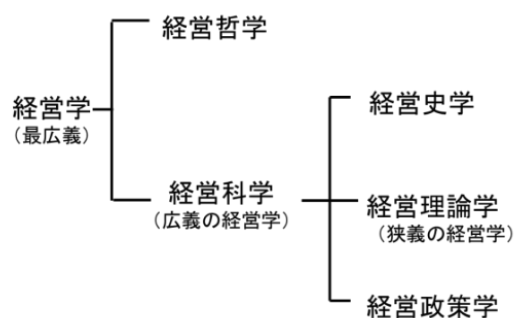 経営哲学
経営学
(最広義)
経営科学
(広義の経営学)
経営史学
経営理論学
(狭義の経営学)
経営政策学